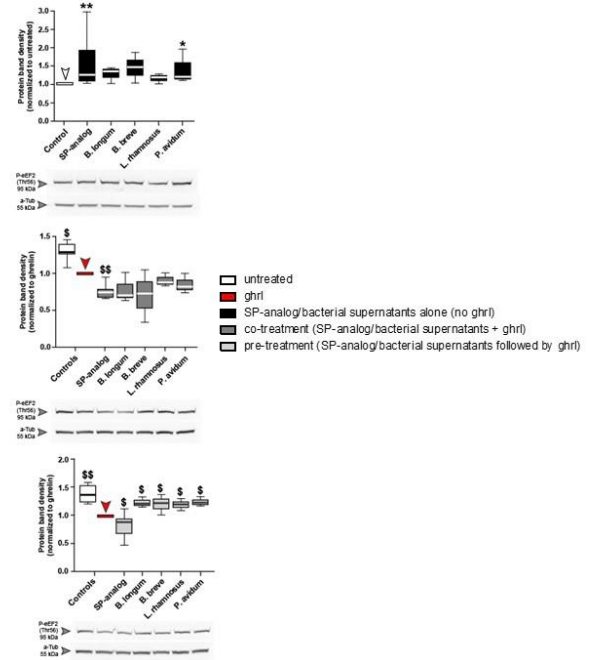 Protein band density
(normalized to untreated)
3.0
2.5
2.0
1.5
1.0
0.5
0.0
**
*
Control
SP-analog
B. longum
B. breve
L. rhamnosus
P. avidum
P-eEF2
(Thr56)
95 kDa
a-Tub
55 kDa
Protein band density
(normalized to ghrelin)
1.5
1.0
0.5
0.0
$
$$
Controls
SP-analog
B. longum
B. breve
L. rhamnosus
P. avidum
untreated
ghrl
SP-analog/bacterial supernatants alone (no ghrl)
co-treatment (SP-analog/bacterial supernatants + ghrl)
pre-treatment (SP-analog/bacterial supernatants followed by ghrl)
P-eEF2
(Thr56)
95 kDa
a-Tub
55 kDa
Protein band density
(normalized to ghrelin)
2.0
1.5
1.0
0.5
0.0
$$
$
$
$
$
$
Controls
SP-analog
B. longum
B. breve
L. rhamnosus
P. avidum
P-eEF2
(Thr56)
95 kDa
a-Tub
55 kDa